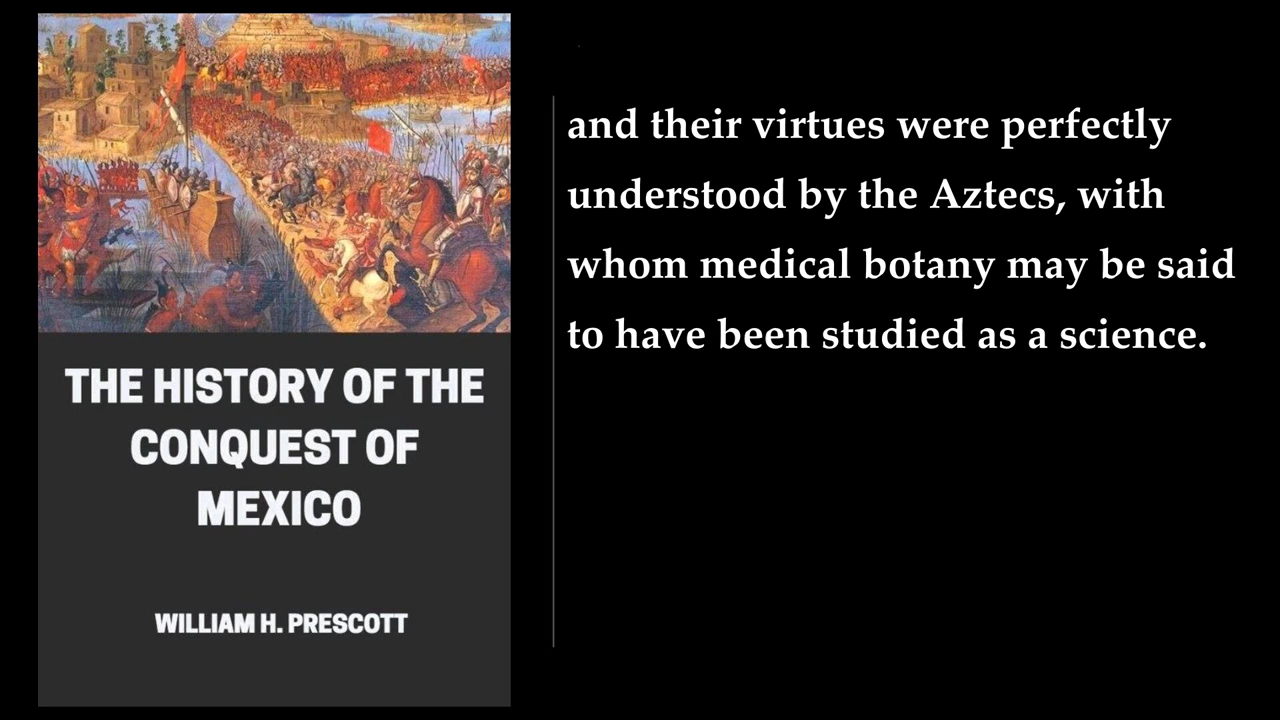 THE HISTORY OF THE
CONQUEST OF
MEXICO
WILLIAM H. PRESCOTT
and their virtues were perfectly
understood by the Aztecs, with
whom medical botany may be said
to have been studied as a science.